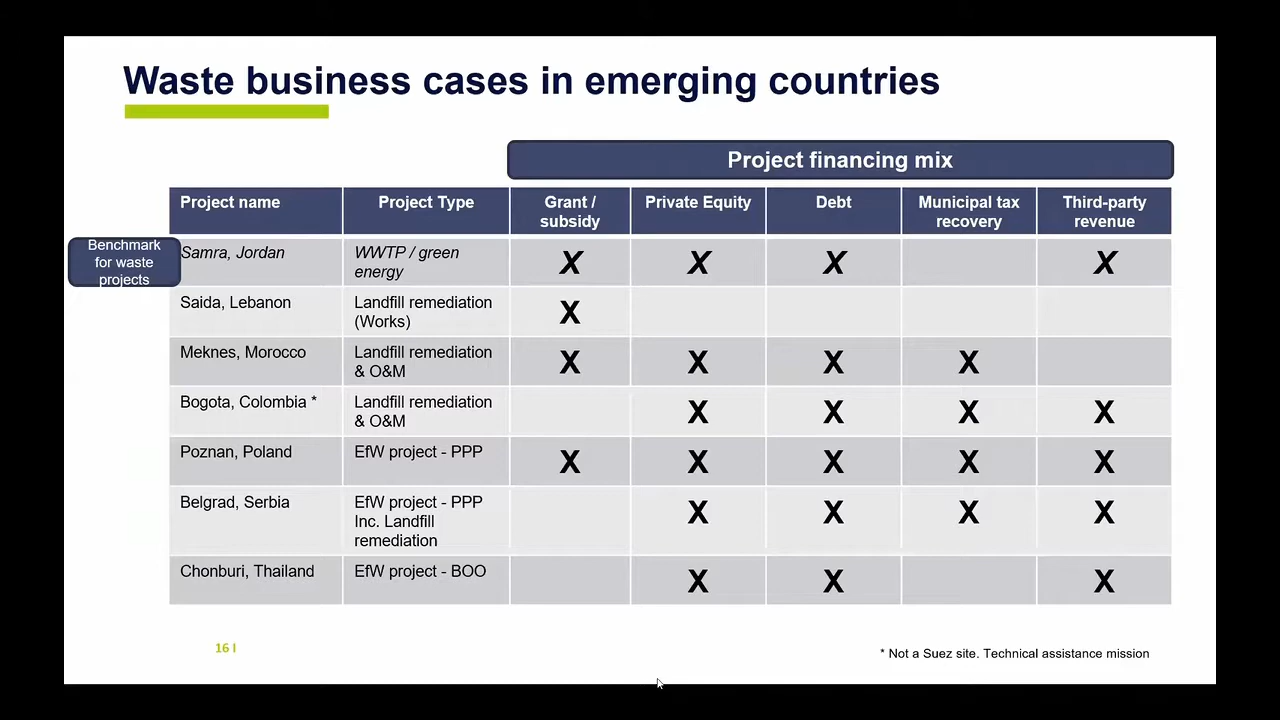 Waste business cases in emerging countries
Project financing mix
Project name
Project Type
Grant /
subsidy
Private Equity
Debt
Municipal tax
recovery
Third-party
revenue
Benchmark
for waste
projects
Samra, Jordan
WWTP / green
energy
X X X X
Saida, Lebanon
Landfill remediation
(Works)
X
Meknes, Morocco
Landfill remediation
& O&M
X X X X
Bogota, Colombia *
Landfill remediation
& O&M
X X X X
Poznan, Poland
EfW project - PPP
X X X X X
Belgrad, Serbia
EfW project - PPP
Inc. Landfill
remediation
X X X X
Chonburi, Thailand
EfW project - BOO
X X X
16 I
* Not a Suez site. Technical assistance mission